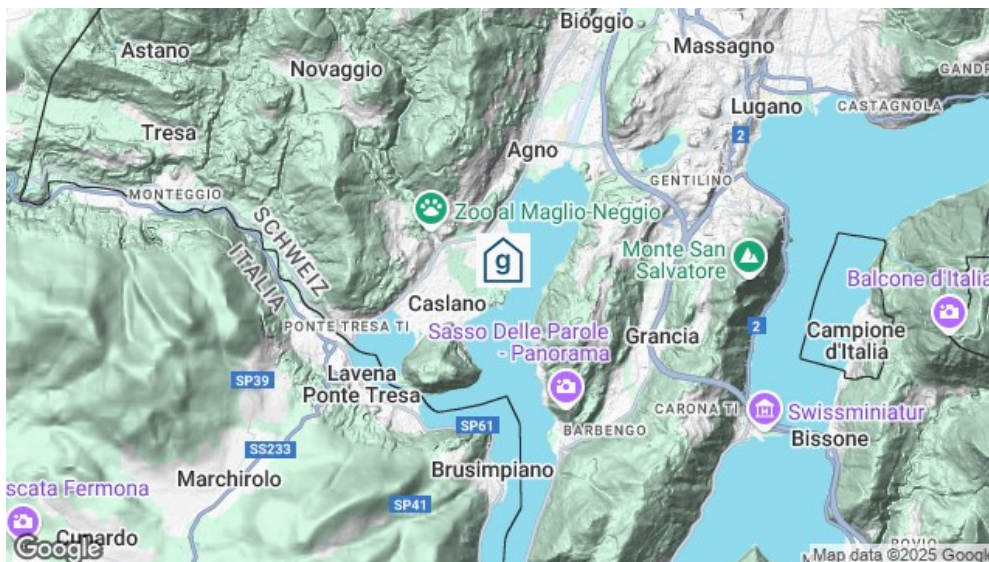 Bioggio
Astano
Massagno
Novaggio
GANDR
Lugano
CASTAGNOLA
Tresa
2
Agno
GENTILINO
MONTEGGIO
Zoo al Maglio-Neggio
SCHWEIZ
ITALIA
Monte San
Salvatore
g
Balcone d'Italia
Caslano
PONTE TRESA TI
Sasso Delle Parole
- Panorama
Grancia
2
Campione
d'Italia
Lavena
Ponte Tresa
SP39
CARONA TI
Swissminiatur
SP61
BARBENGO
Bissone
SS233
Brusimpiano
Marchirolo
scata Fermona
SP41
Cunardo
Google
ROVIO
Map data ©2025 Google